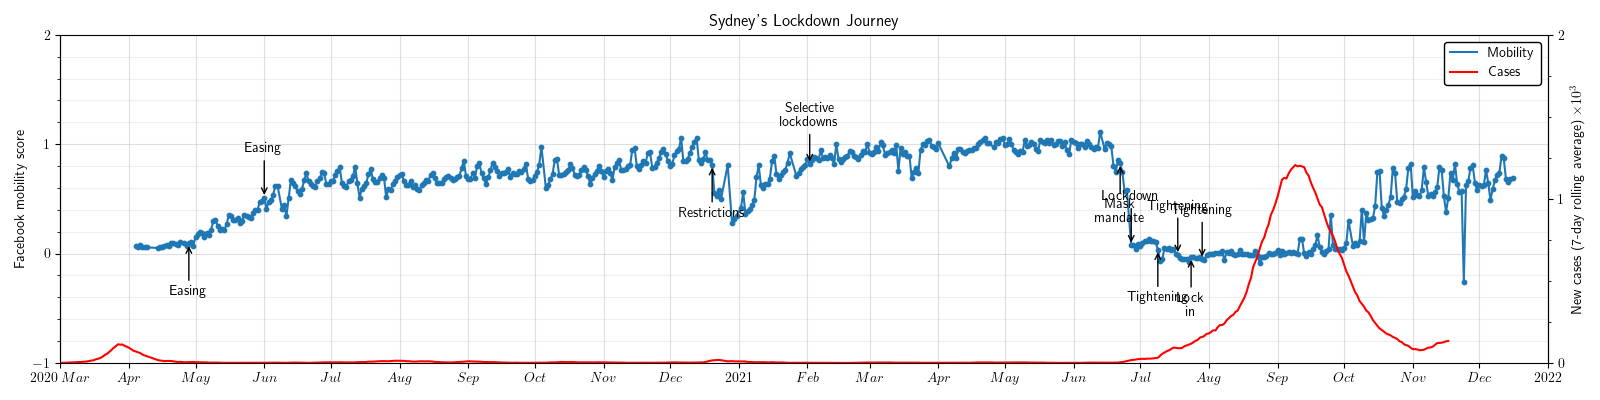 Sydney's Lockdown Journey
2
1
0
−1
Facebook mobility score
2
1
0
New cases (7-day rolling average) ×10³
Mobility
Cases
Selective
lockdowns
Easing
Easing
Restrictions
Lockdown
Mask
mandate
Tightening
Tightening
Tightening
Lock
in
2020 Mar Apr May Jun Jul Aug Sep Oct Nov Dec 2021 Feb Mar Apr May Jun Jul Aug Sep Oct Nov Dec 2022